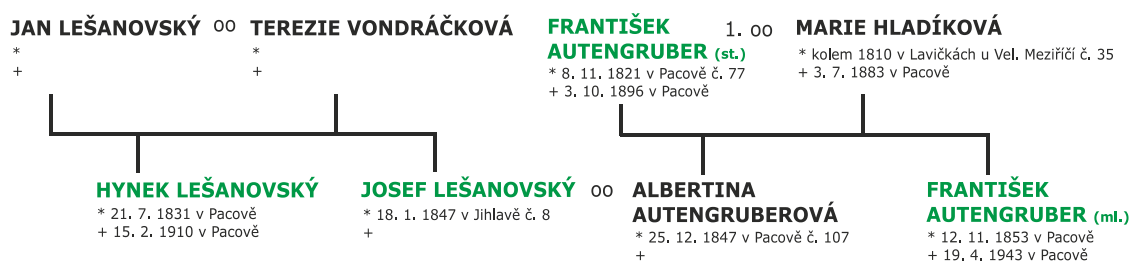 JAN LEŠANOVSKÝ oo TEREZIE VONDRÁČKOVÁ
*
+
*
+
FRANTIŠEK
AUTENGRUBER (st.)
* 8. 11. 1821 v Pacově č. 77
+ 3. 10. 1896 v Pacově
1. oo
MARIE HLADÍKOVÁ
* kolem 1810 v Lavičkách u Vel. Meziříčí č. 35
+ 3. 7. 1883 v Pacově
HYNEK LEŠANOVSKÝ
* 21. 7. 1831 v Pacově
+ 15. 2. 1910 v Pacově
JOSEF LEŠANOVSKÝ oo
* 18. 1. 1847 v Jihlavě č. 8
+
ALBERTINA
AUTENGRUBEROVÁ
* 25. 12. 1847 v Pacově č. 107
+
FRANTIŠEK
AUTENGRUBER (ml.)
* 12. 11. 1853 v Pacově
+ 19. 4. 1943 v Pacově